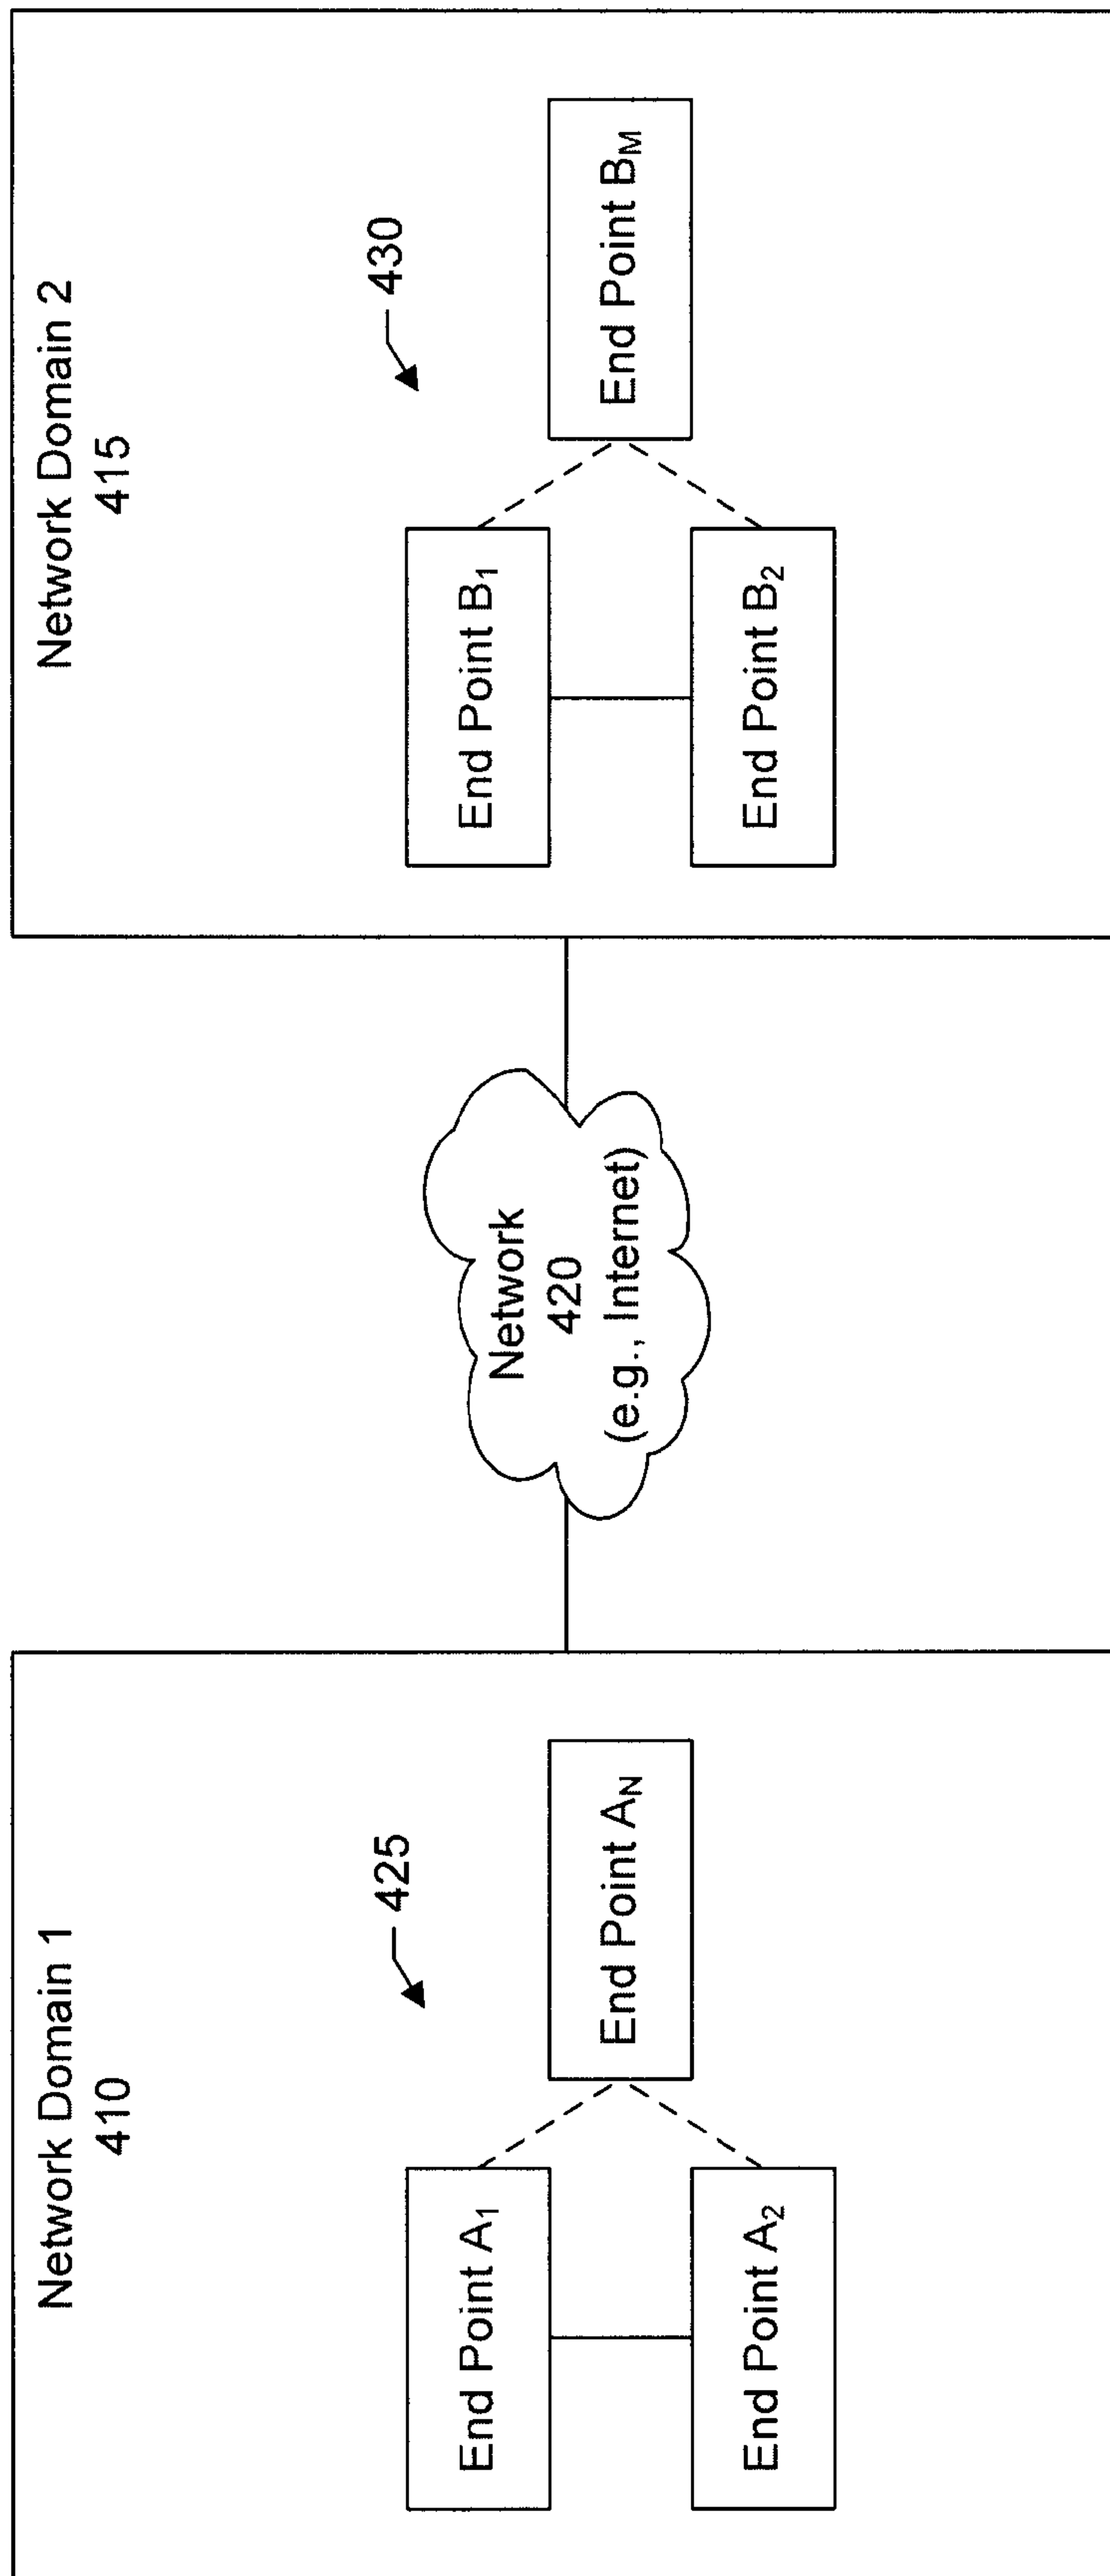 Network Domain 1
410
425
End Point A₁
End Point A₂
End Point Aₙ
Network
420
(e.g., Internet)
Network Domain 2
415
430
End Point B₁
End Point B₂
End Point Bₘ